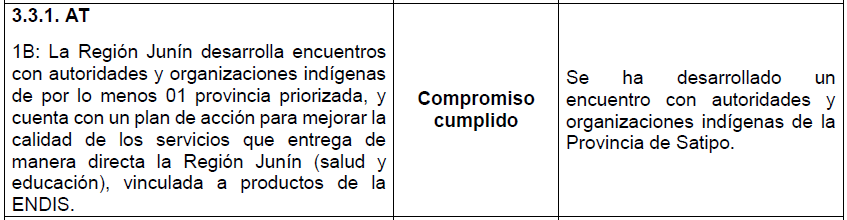 3.3.1. AT
1B: La Región Junín desarrolla encuentros
con autoridades y organizaciones indígenas
de por lo menos 01 provincia priorizada, y
cuenta con un plan de acción para mejorar la
calidad de los servicios que entrega de
manera directa la Región Junín (salud y
educación), vinculada a productos de la
ENDIS.
Compromiso
cumplido
Se ha desarrollado un
encuentro con autoridades y
organizaciones indígenas de la
Provincia de Satipo.